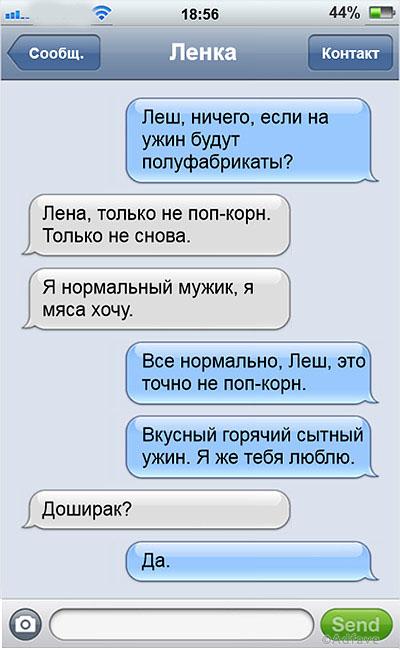 18:56
44%
Сообщ.
Ленка
Контакт
Леш, ничего, если на
ужин будут
полуфабрикаты?
Лена, только не поп-корн.
Только не снова.
Я нормальный мужик, я
мяса хочу.
Все нормально, Леш, это
точно не поп-корн.
Вкусный горячий сытный
ужин. Я же тебя люблю.
Доширак?
Да.
Send
©Adfave